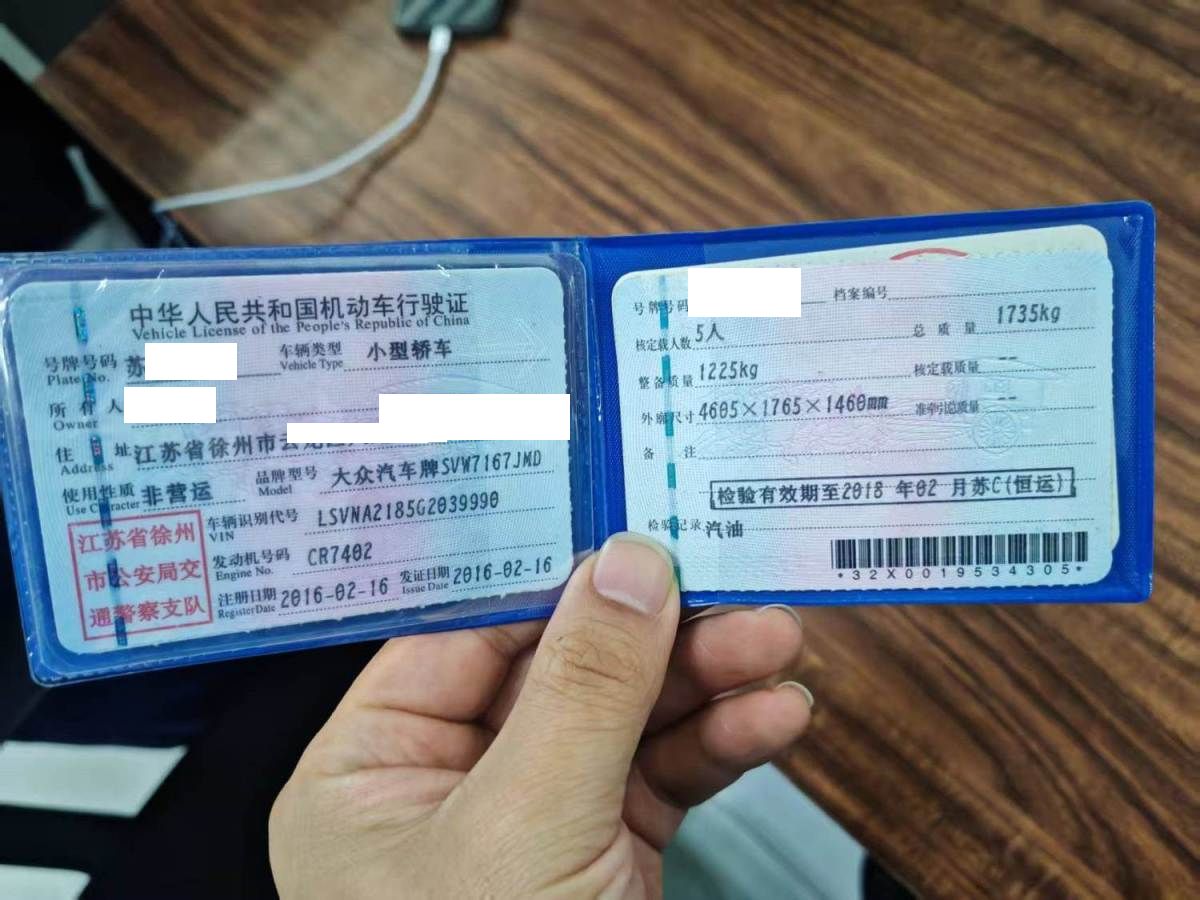 中华人民共和国机动车行驶证
Vehicle License of the People's Republic of China
号牌号码 苏 车辆类型 小型轿车
Plate No. Vehicle Type
所有人
Owner
住址 江苏省徐州市云龙区
Address
使用性质 非营运 品牌型号 大众汽车牌SVW7167JMD
Use Character Model
江苏省徐州
市公安局交
通警察支队
车辆识别代号 LSVNA2185G2039990
VIN
发动机号码 CR7402
Engine No.
注册日期 2016-02-16 发证日期 2016-02-16
Register Date Issue Date
号牌号码 档案编号
核定载人数 5人 总质量 1735kg
整备质量 1225kg 核定载质量 --
外廓尺寸 4605×1765×1460mm 准牵引总质量 --
备注
检验有效期至2018 年02 月苏C(恒运)
检验记录 汽油
*32X0019534305*